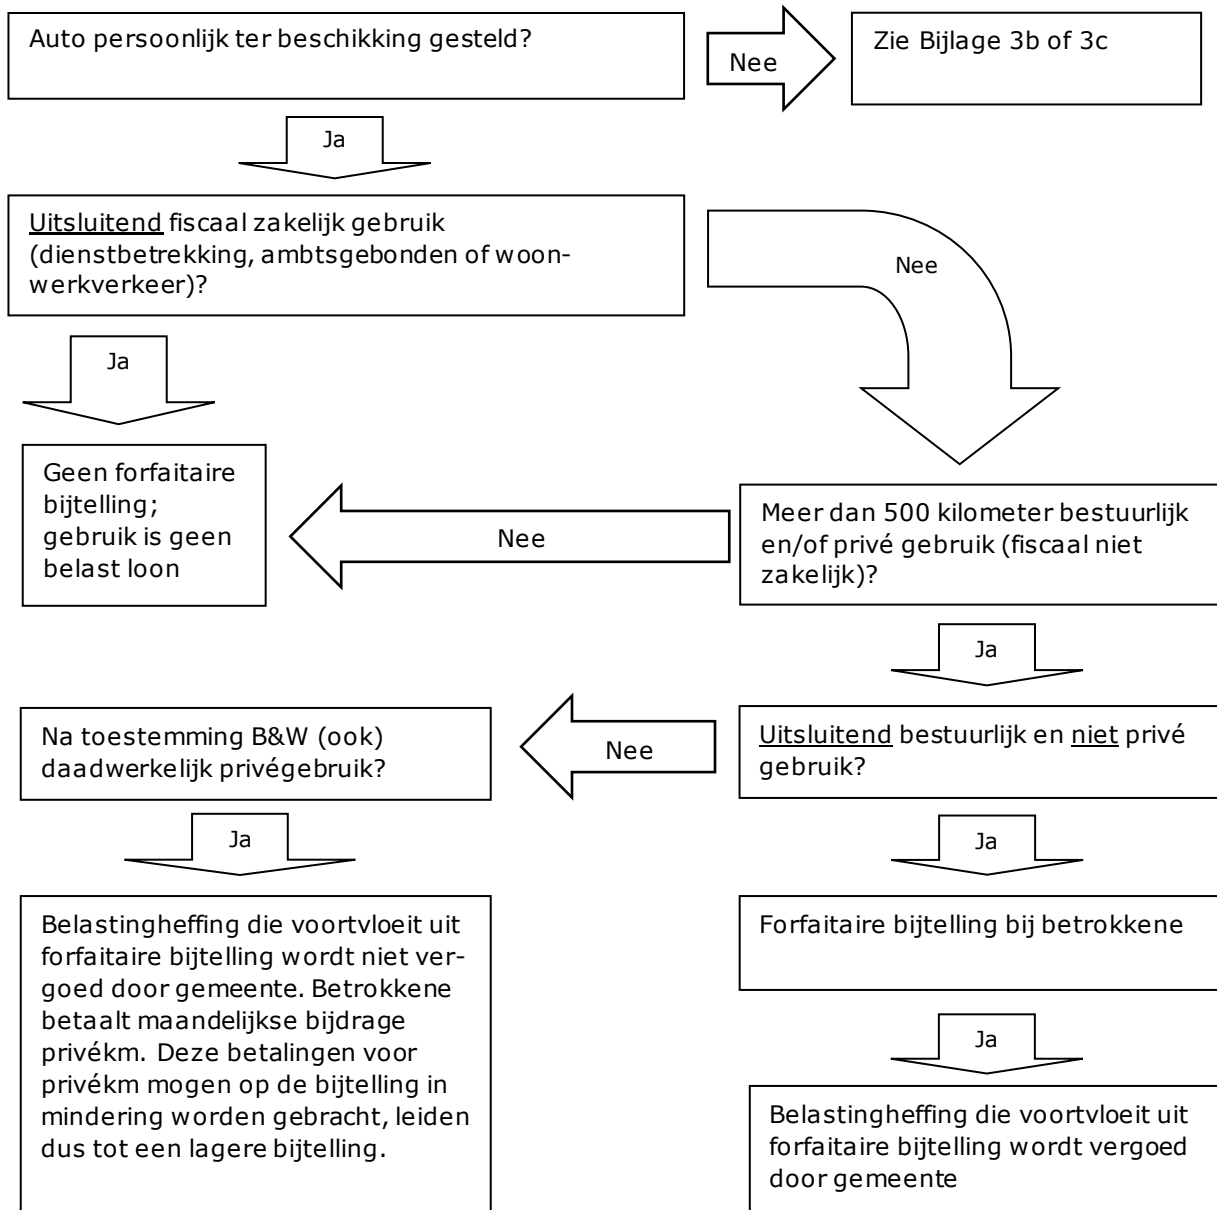 Auto persoonlijk ter beschikking gesteld?
Nee
Zie Bijlage 3b of 3c
Ja
Uitsluitend fiscaal zakelijk gebruik
(dienstbetrekking, ambtsgebonden of woon-
werkverkeer)?
Nee
Ja
Geen forfaitaire
bijtelling;
gebruik is geen
belast loon
Nee
Meer dan 500 kilometer bestuurlijk
en/of privé gebruik (fiscaal niet
zakelijk)?
Ja
Na toestemming B&W (ook)
daadwerkelijk privégebruik?
Nee
Uitsluitend bestuurlijk en niet privé
gebruik?
Ja
Ja
Belastingheffing die voortvloeit uit
forfaitaire bijtelling wordt niet ver-
goed door gemeente. Betrokkene
betaalt maandelijkse bijdrage
privékm. Deze betalingen voor
privékm mogen op de bijtelling in
mindering worden gebracht, leiden
dus tot een lagere bijtelling.
Forfaitaire bijtelling bij betrokkene
Ja
Belastingheffing die voortvloeit uit
forfaitaire bijtelling wordt vergoed
door gemeente